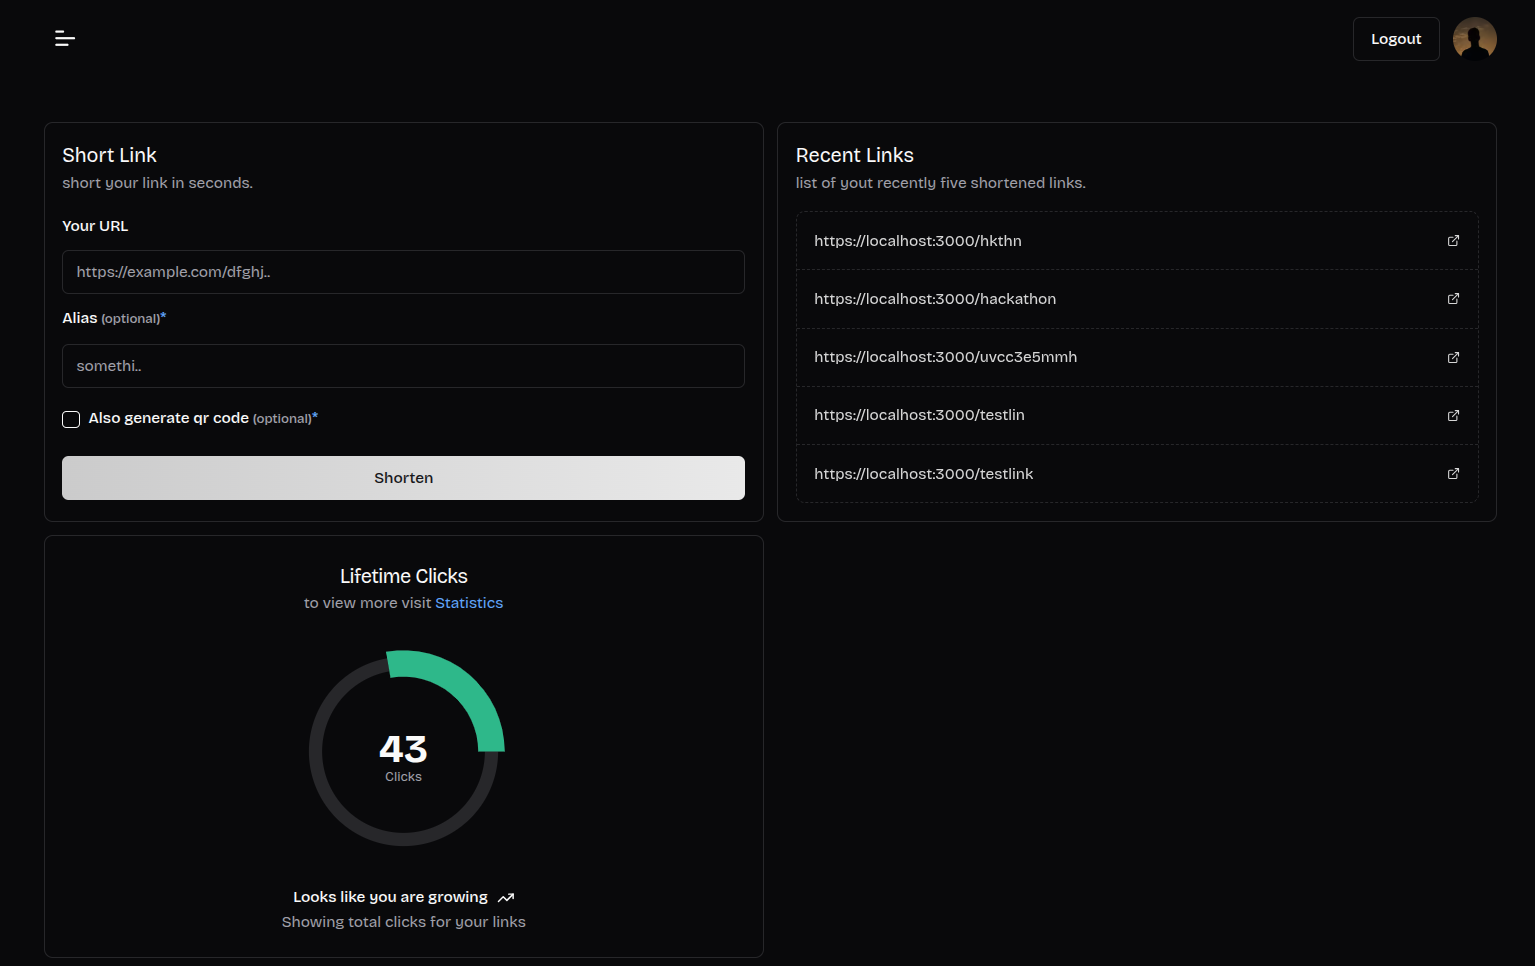 Logout
Short Link
short your link in seconds.
Your URL
https://example.com/dfghj..
Alias (optional)*
somethi..
Also generate qr code (optional)*
Shorten
Recent Links
list of yout recently five shortened links.
https://localhost:3000/hkthn
https://localhost:3000/hackathon
https://localhost:3000/uvcc3e5mmh
https://localhost:3000/testlin
https://localhost:3000/testlink
Lifetime Clicks
to view more visit Statistics
43
Clicks
Looks like you are growing
Showing total clicks for your links